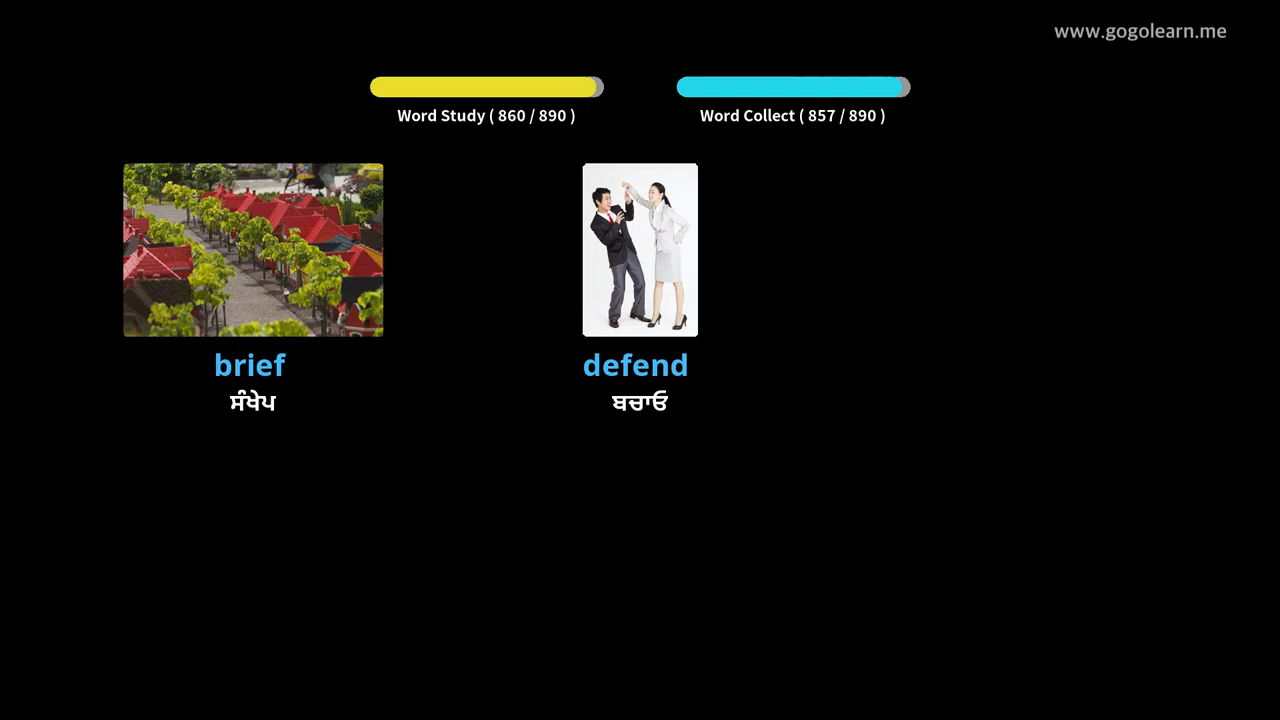 www.gogolearn.me
Word Study ( 860 / 890 )
Word Collect ( 857 / 890 )
brief
ਸੰਖੇਪ
defend
ਬਚਾਓ